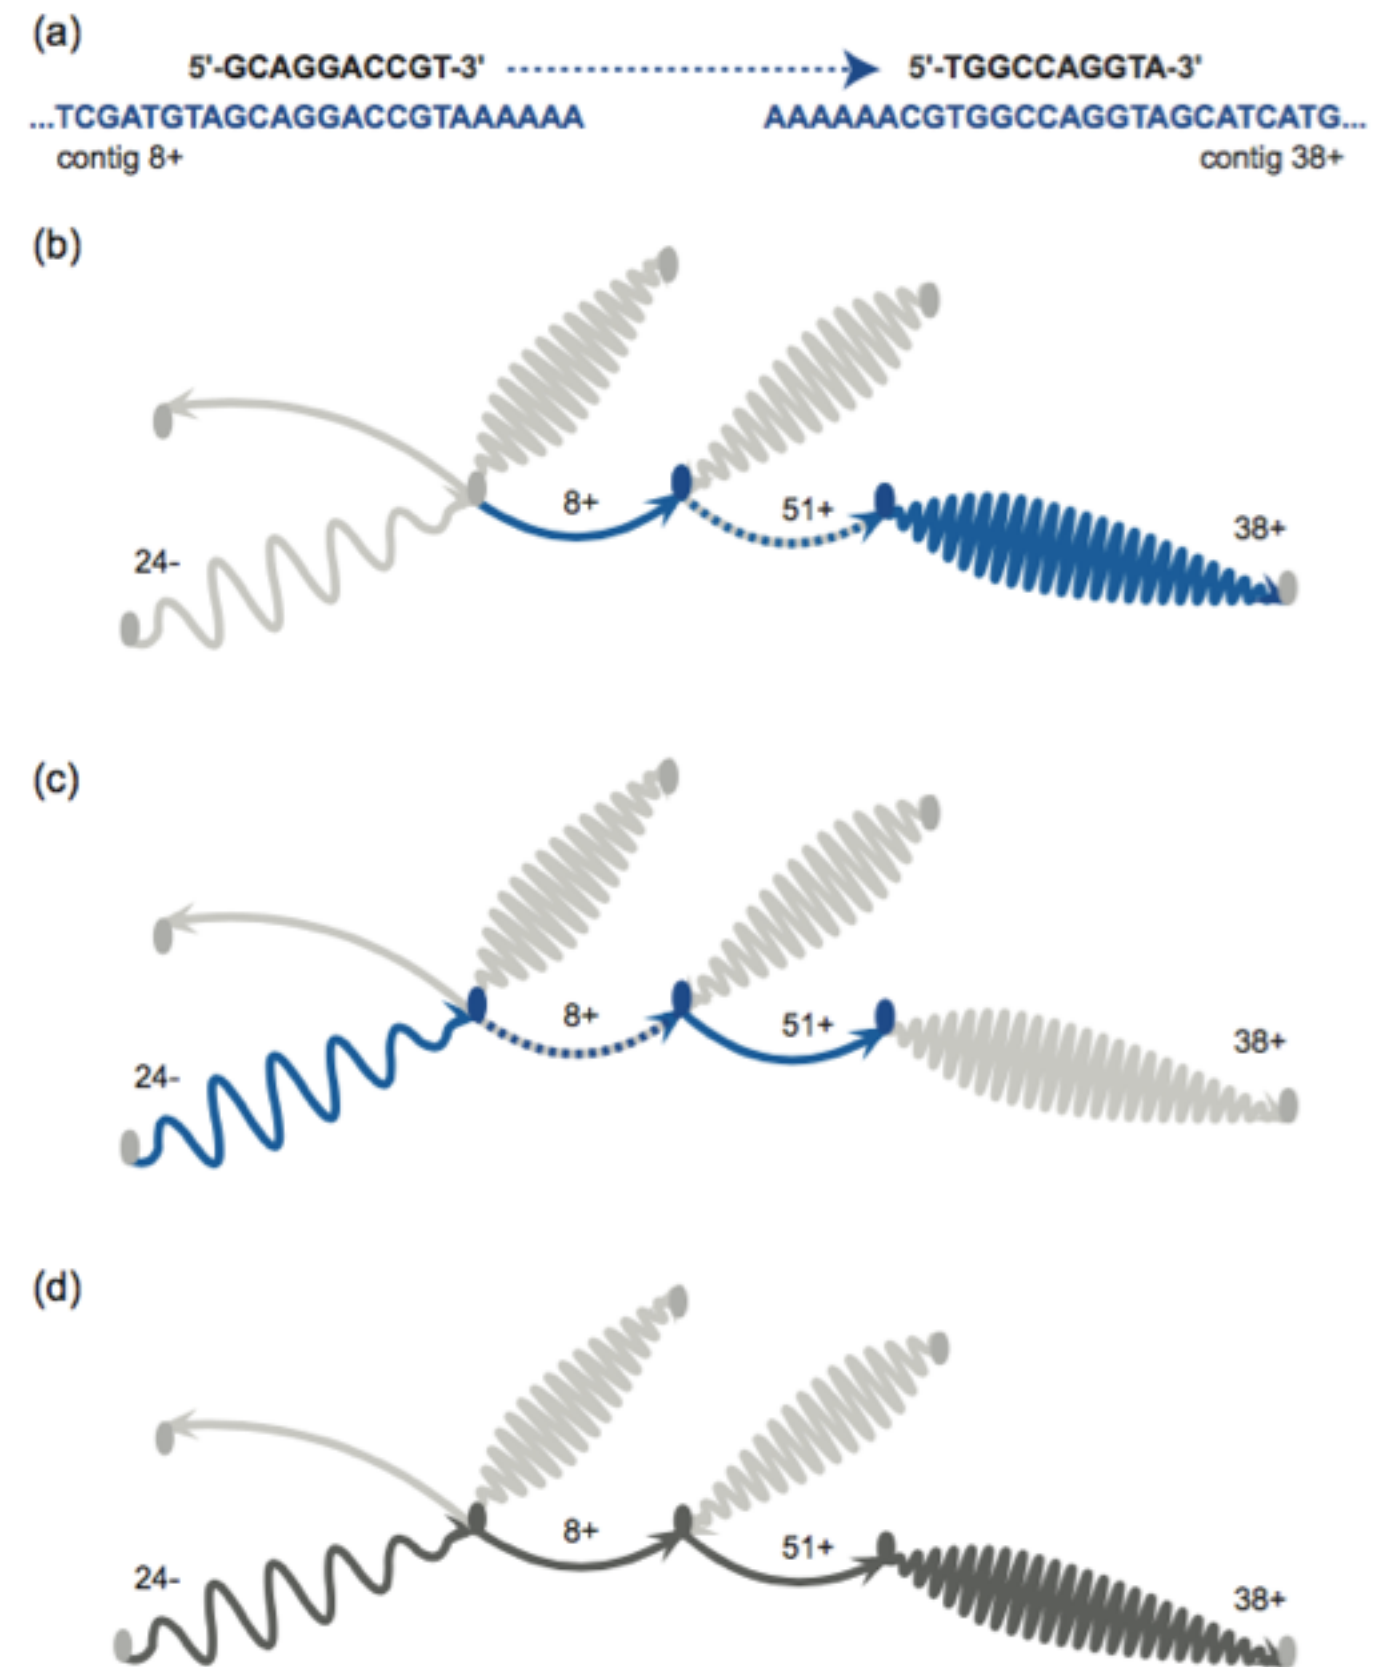 (a)
5'-GCAGGACCGT-3' 5'-TGGCCAGGTA-3'
...TCGATGTAGCAGGACCGTAAAAAA AAAAAACGTGGCCAGGTAGCATCATG...
contig 8+ contig 38+
(b)
8+
51+
38+
24-
(c)
8+
51+
38+
24-
(d)
8+
51+
24-
38+